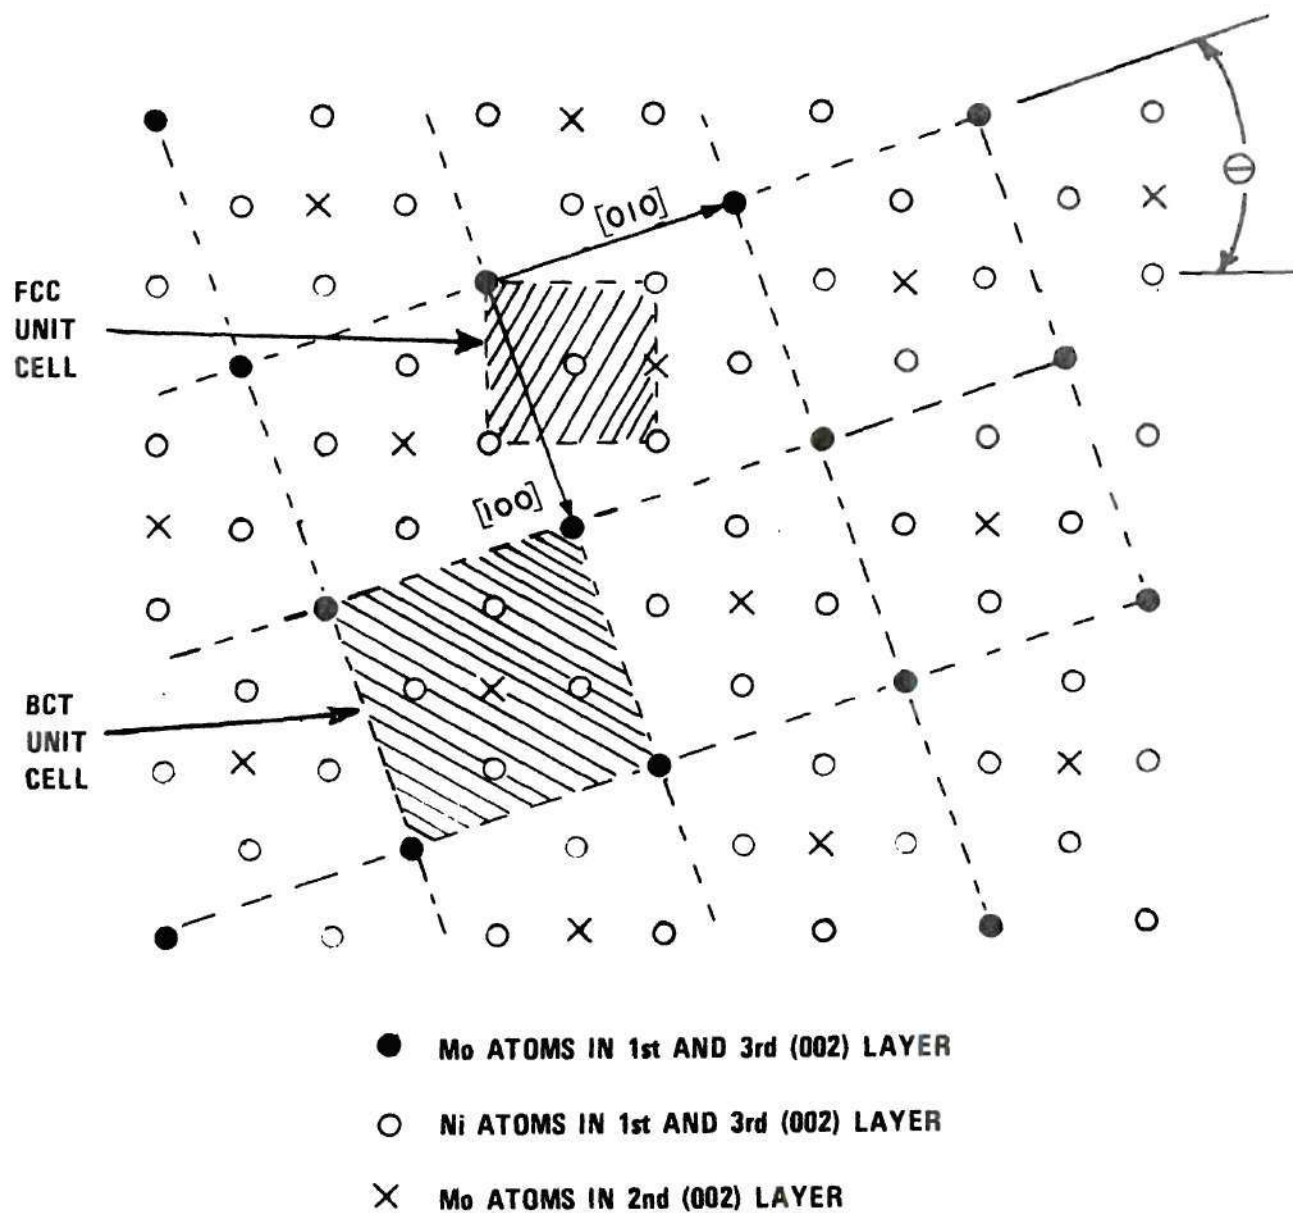 [010]
Θ
FCC
UNIT
CELL
[100]
BCT
UNIT
CELL
Mo ATOMS IN 1st AND 3rd (002) LAYER
Ni ATOMS IN 1st AND 3rd (002) LAYER
Mo ATOMS IN 2nd (002) LAYER